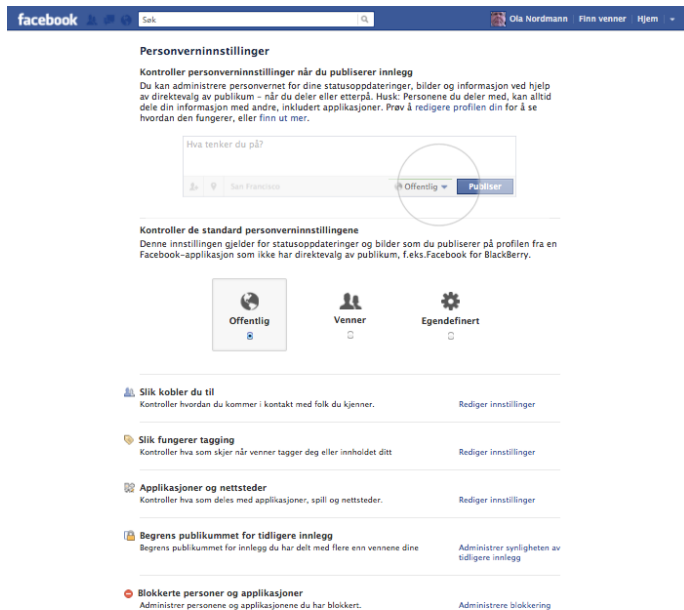 facebook Søk Ola Nordmann Finn venner Hjem
Personverninnstillinger
Kontroller personverninnstillinger når du publiserer innlegg
Du kan administrere personvernet for dine statusoppdateringer, bilder og informasjon ved hjelp
av direktevalg av publikum – når du deler eller etterpå. Husk: Personene du deler med, kan alltid
dele din informasjon med andre, inkludert applikasjoner. Prøv å redigere profilen din for å se
hvordan den fungerer, eller finn ut mer.
Hva tenker du på?
San Francisco Offentlig Publiser
Kontroller de standard personverninnstillingene
Denne innstillingen gjelder for statusoppdateringer og bilder som du publiserer på profilen fra en
Facebook-applikasjon som ikke har direktevalg av publikum, f.eks.Facebook for BlackBerry.
Offentlig Venner Egendefinert
Slik kobler du til
Kontroller hvordan du kommer i kontakt med folk du kjenner. Rediger innstillinger
Slik fungerer tagging
Kontroller hva som skjer når venner tagger deg eller innholdet ditt Rediger innstillinger
Applikasjoner og nettsteder
Kontroller hva som deles med applikasjoner, spill og nettsteder. Rediger innstillinger
Begrens publikummet for tidligere innlegg
Begrens publikummet for innlegg du har delt med flere enn vennene dine Administrer synligheten av
tidligere innlegg
Blokkerte personer og applikasjoner
Administrer personene og applikasjonene du har blokkert. Administrere blokkering